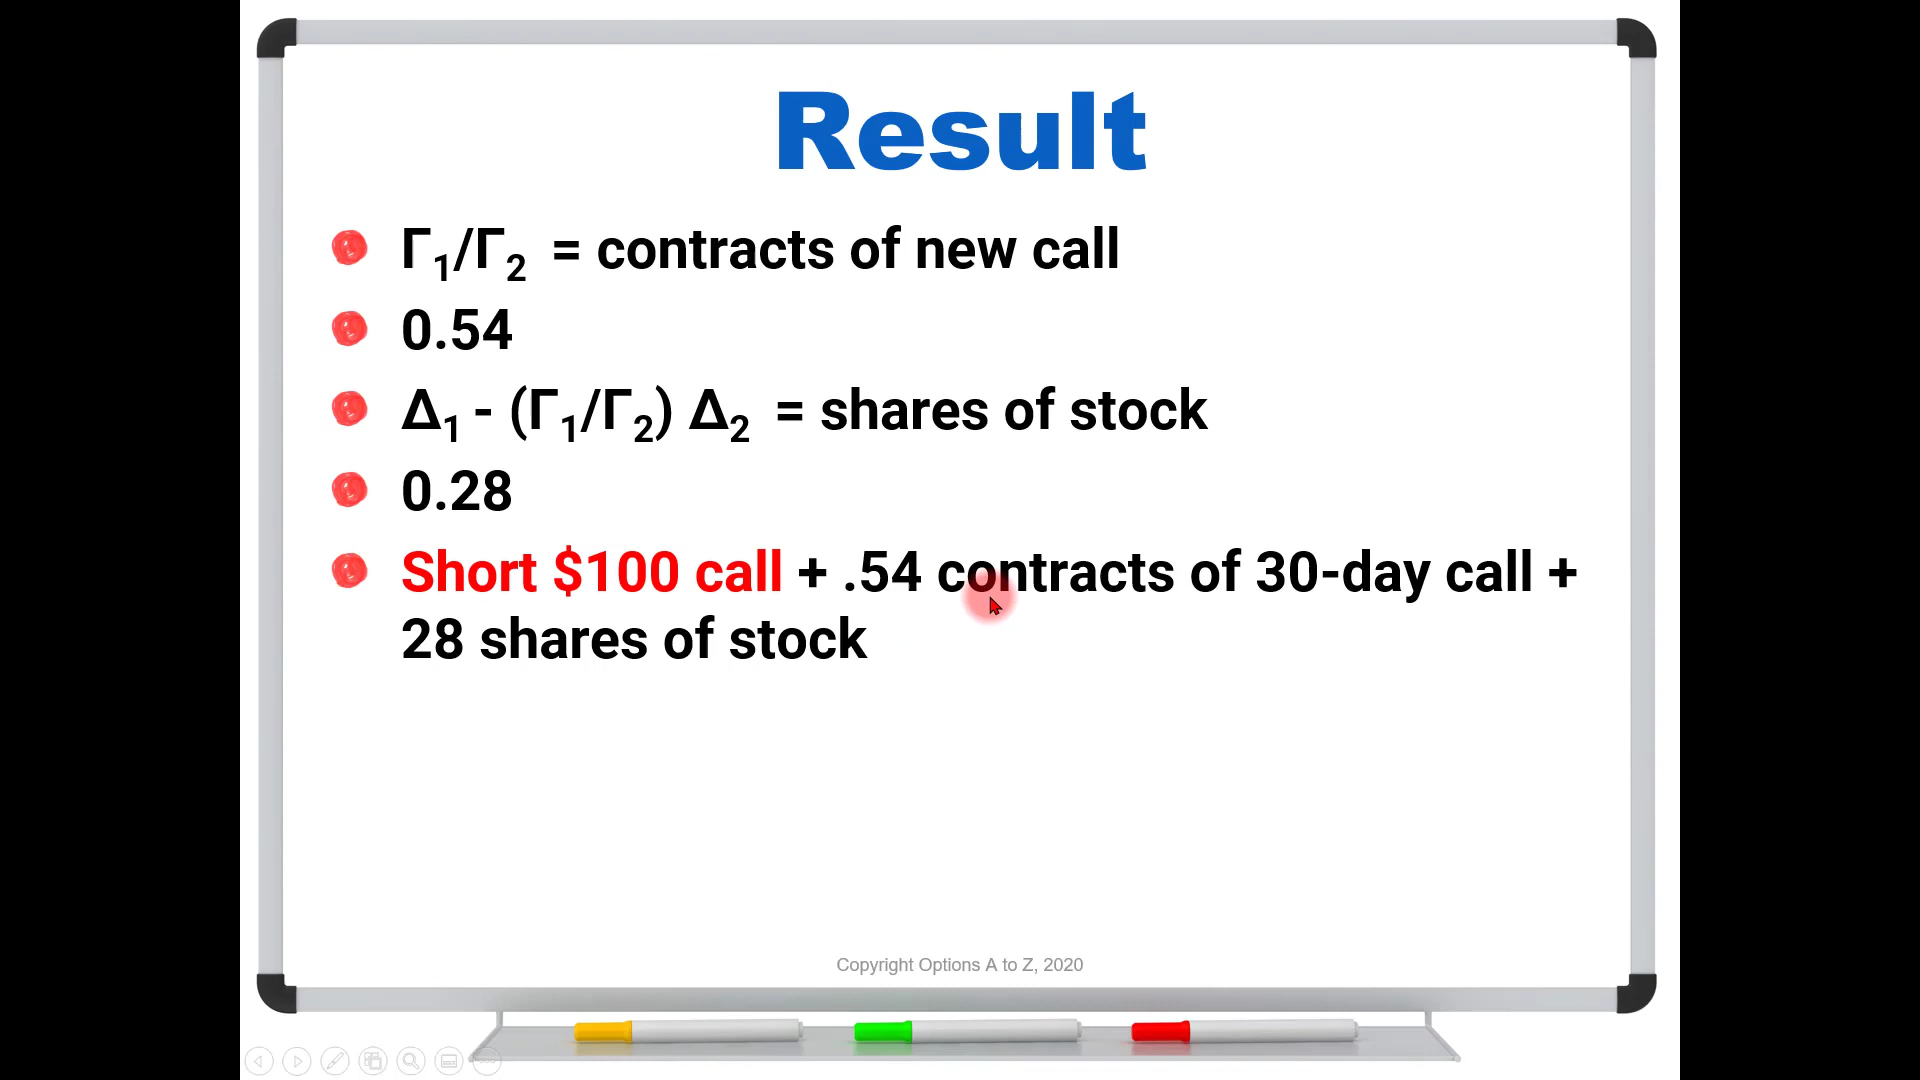 Result
Γ₁/Γ₂ = contracts of new call
0.54
Δ₁ - (Γ₁/Γ₂) Δ₂ = shares of stock
0.28
Short $100 call + .54 contracts of 30-day call +
28 shares of stock
Copyright Options A to Z, 2020